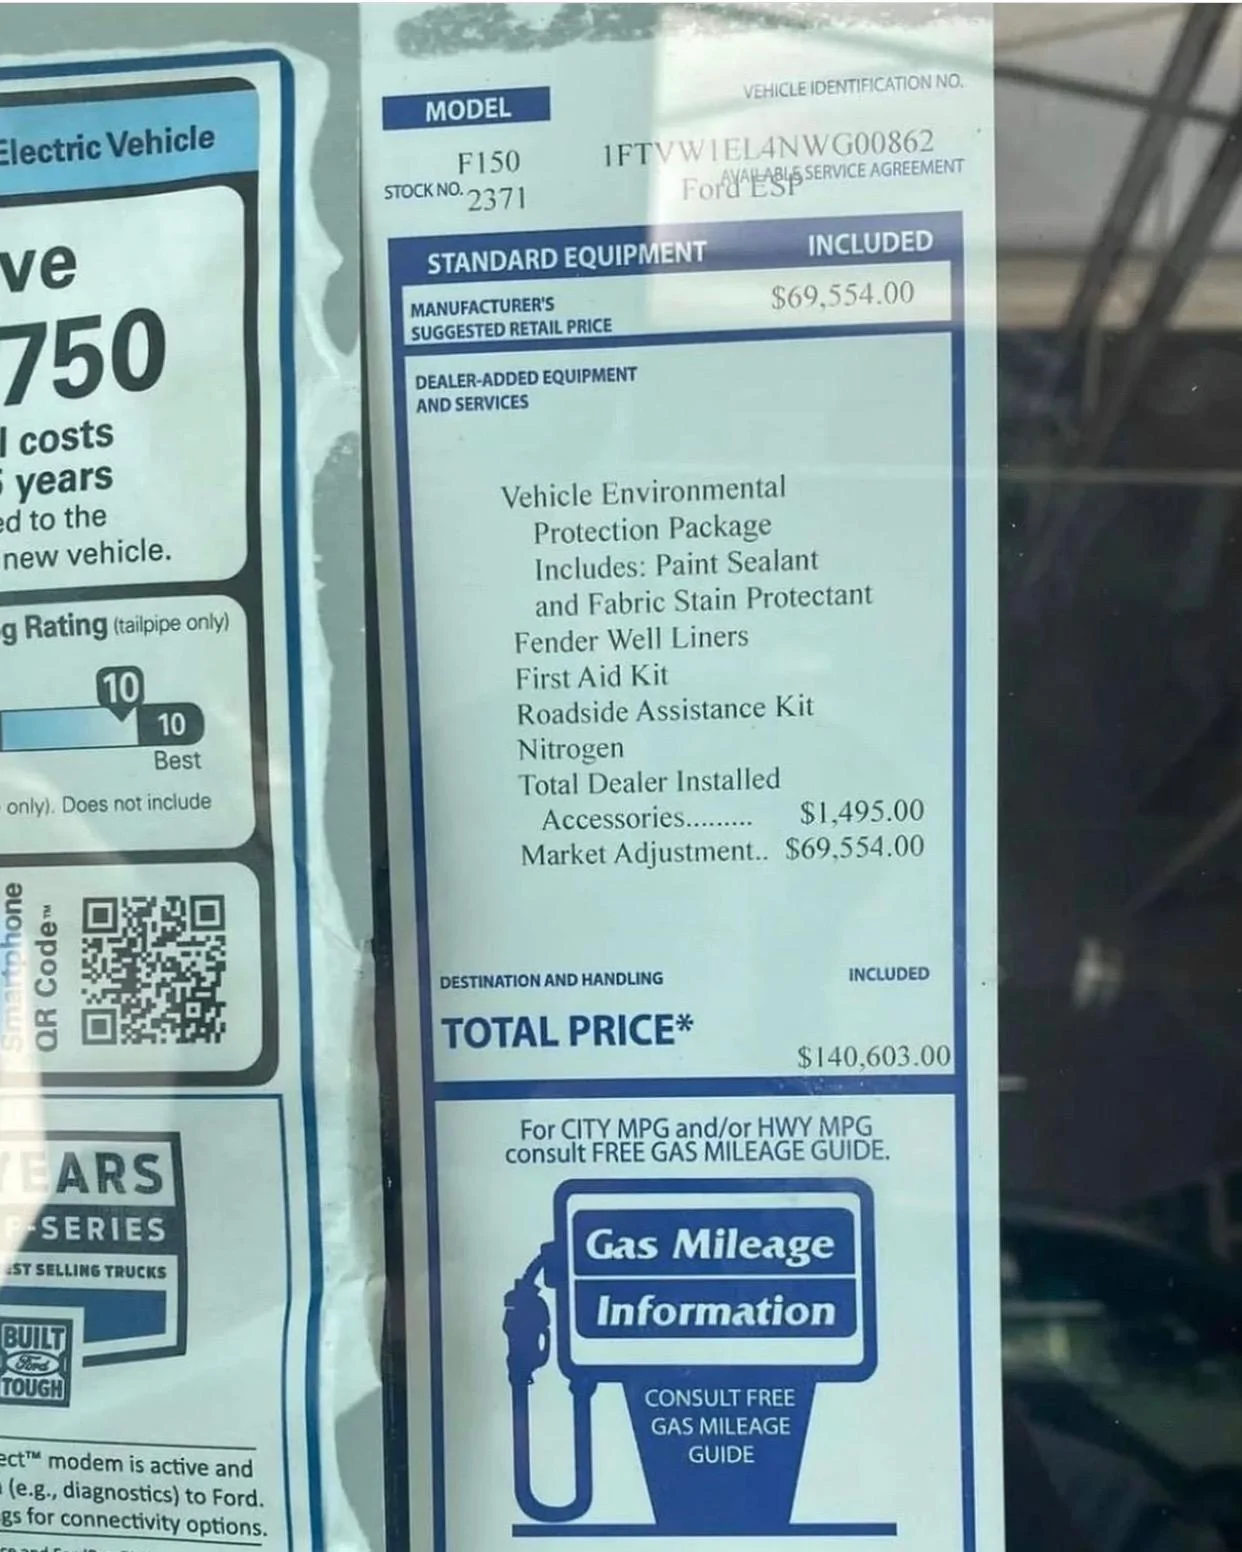 Electric Vehicle
ve
750
costs
years
ed to the
new vehicle.
g Rating (tailpipe only)
10
10
Best
only). Does not include
Smartphone
QR Code™
YEARS
F-SERIES
EST SELLING TRUCKS
BUILT
Ford
TOUGH
ect™ modem is active and
(e.g., diagnostics) to Ford.
gs for connectivity options.
MODEL
VEHICLE IDENTIFICATION NO.
F150
1FTVW1EL4NWG00862
STOCK NO. 2371
AVAILABLE SERVICE AGREEMENT
Ford ESP
STANDARD EQUIPMENT INCLUDED
MANUFACTURER'S
SUGGESTED RETAIL PRICE
$69,554.00
DEALER-ADDED EQUIPMENT
AND SERVICES
Vehicle Environmental
Protection Package
Includes: Paint Sealant
and Fabric Stain Protectant
Fender Well Liners
First Aid Kit
Roadside Assistance Kit
Nitrogen
Total Dealer Installed
Accessories......... $1,495.00
Market Adjustment.. $69,554.00
DESTINATION AND HANDLING INCLUDED
TOTAL PRICE*
$140,603.00
For CITY MPG and/or HWY MPG
consult FREE GAS MILEAGE GUIDE.
Gas Mileage
Information
CONSULT FREE
GAS MILEAGE
GUIDE